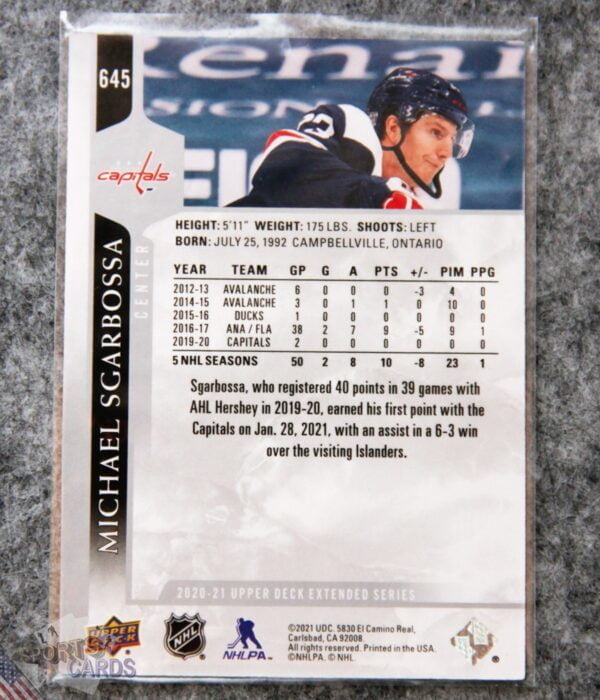 645
enai
SION
capitals
MICHAEL SGARBOSSA
CENTER
HEIGHT: 5'11" WEIGHT: 175 LBS. SHOOTS: LEFT
BORN: JULY 25, 1992 CAMPBELLVILLE, ONTARIO
YEAR TEAM GP G A PTS +/- PIM PPG
2012-13 AVALANCHE 6 0 0 0 -3 4 0
2014-15 AVALANCHE 3 0 1 1 0 10 0
2015-16 DUCKS 1 0 0 0 0 0 0
2016-17 ANA / FLA 38 2 7 9 -5 9 1
2019-20 CAPITALS 2 0 0 0 0 0 0
5 NHL SEASONS 50 2 8 10 -8 23 1
Sgarbossa, who registered 40 points in 39 games with
AHL Hershey in 2019-20, earned his first point with the
Capitals on Jan. 28, 2021, with an assist in a 6-3 win
over the visiting Islanders.
2020-21 UPPER DECK EXTENDED SERIES
UPPER DECK
NHL
NHLPA
©2021 UDC. 5830 El Camino Real,
Carlsbad, CA 92008.
All rights reserved. Printed in the USA.
©NHLPA. © NHL.
SPORTS
CARDS